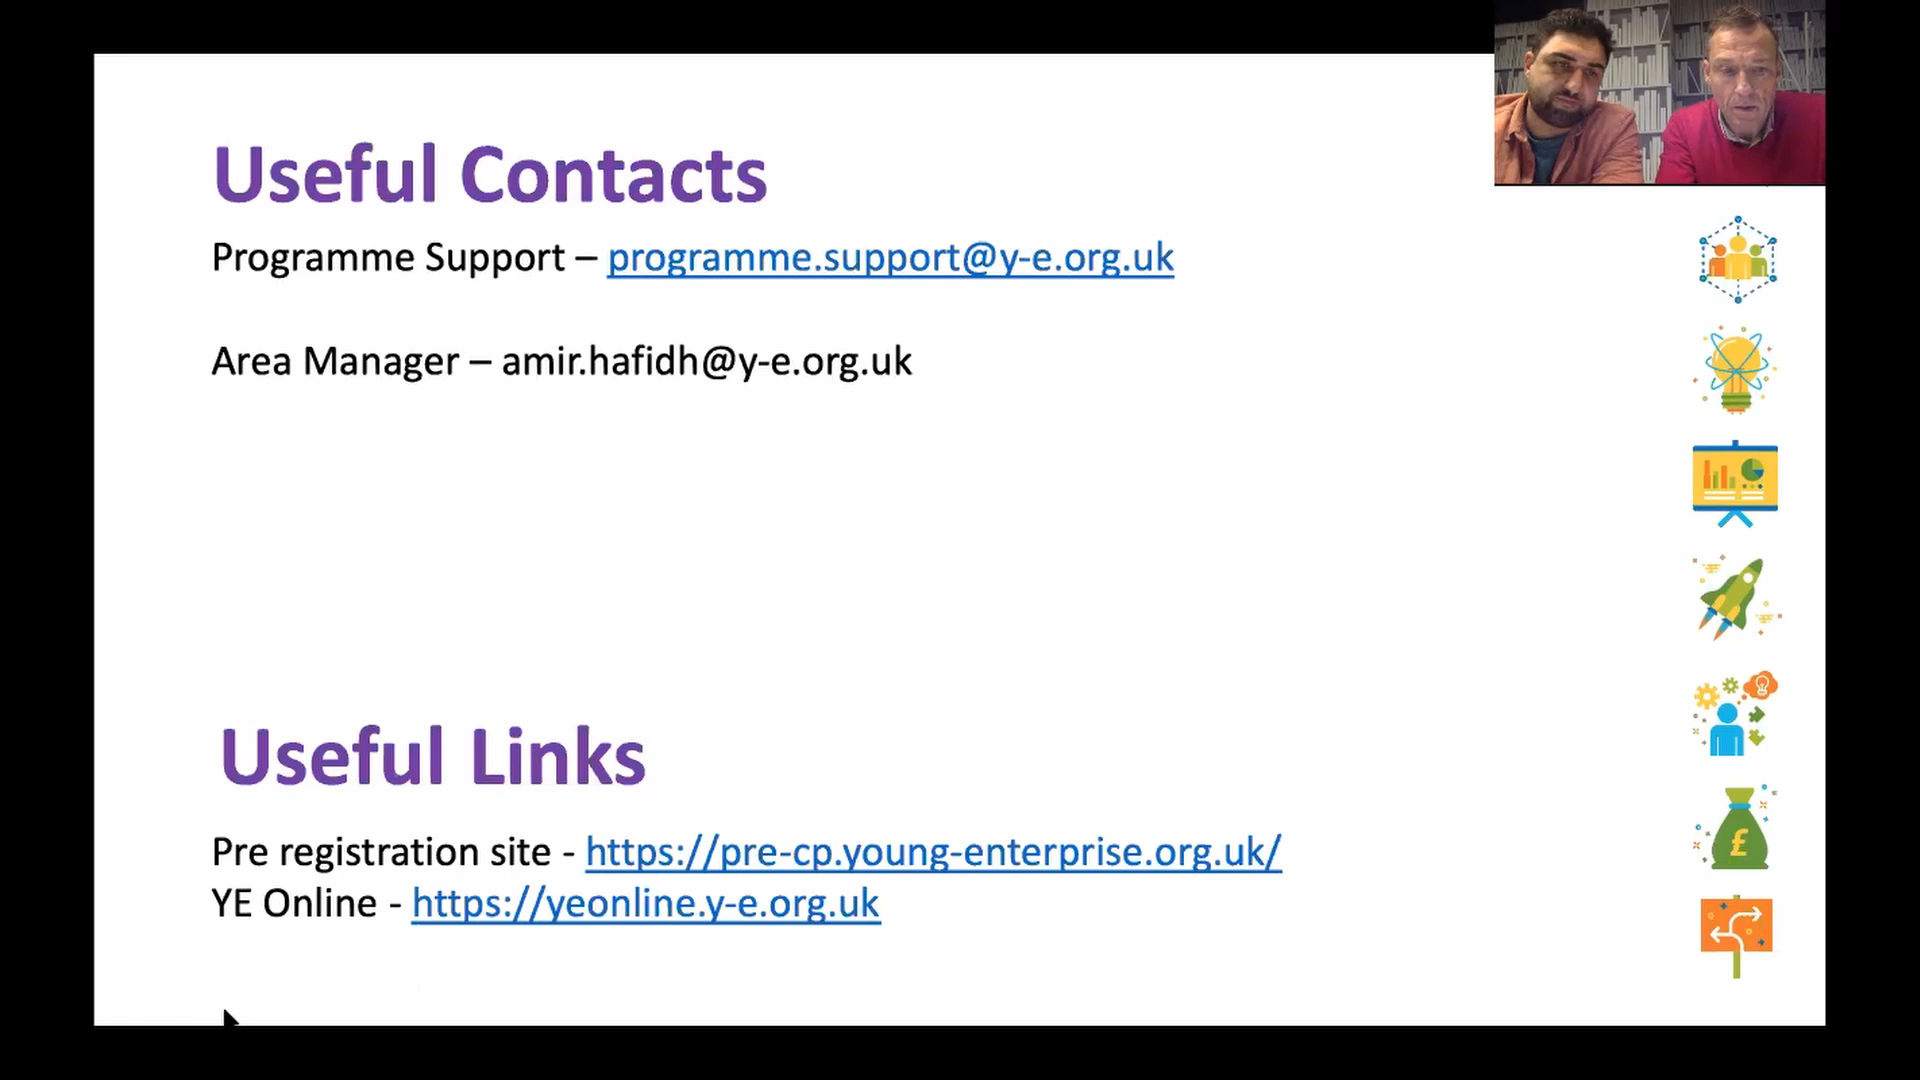 Useful Contacts
Programme Support – programme.support@y-e.org.uk
Area Manager – amir.hafidh@y-e.org.uk
Useful Links
Pre registration site - https://pre-cp.young-enterprise.org.uk/
YE Online - https://yeonline.y-e.org.uk
£